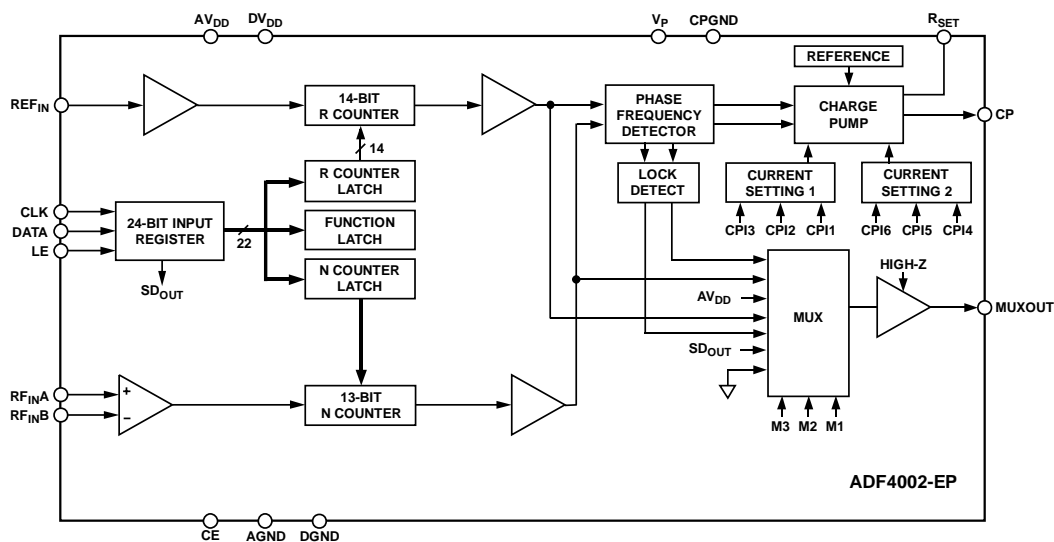 AVDD
DVDD
VP
CPGND
RSET
REFERENCE
REFIN
14-BIT
R COUNTER
PHASE
FREQUENCY
DETECTOR
CHARGE
PUMP
CP
14
R COUNTER
LATCH
LOCK
DETECT
CURRENT
SETTING 1
CURRENT
SETTING 2
CLK
DATA
LE
24-BIT INPUT
REGISTER
22
FUNCTION
LATCH
CPI3
CPI2
CPI1
CPI6
CPI5
CPI4
N COUNTER
LATCH
SDOUT
HIGH-Z
AVDD
MUX
MUXOUT
SDOUT
RFINA
RFINB
+
–
13-BIT
N COUNTER
M3
M2
M1
ADF4002-EP
CE
AGND
DGND